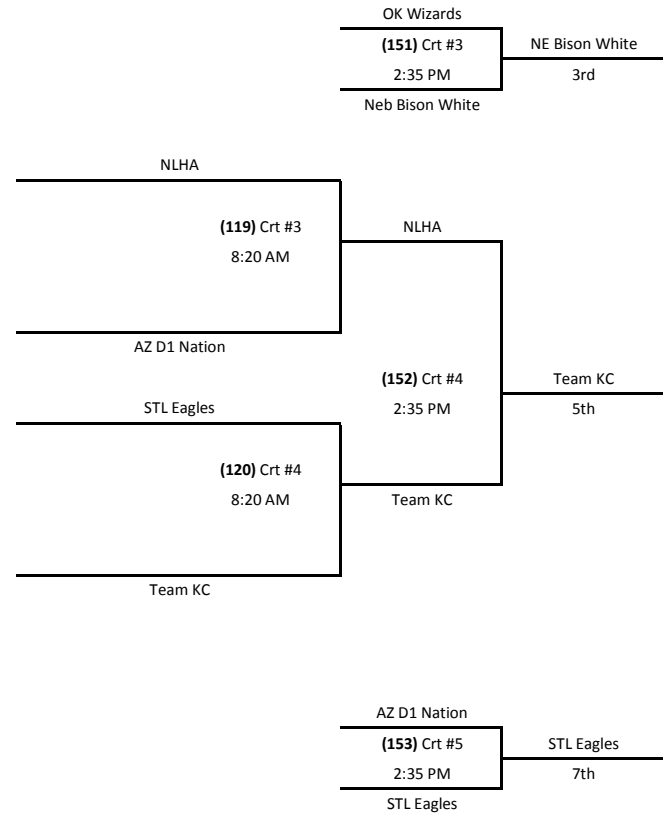 OK Wizards
(151) Crt #3
NE Bison White
2:35 PM
3rd
Neb Bison White
NLHA
(119) Crt #3
NLHA
8:20 AM
AZ D1 Nation
(152) Crt #4
Team KC
STL Eagles
2:35 PM
5th
(120) Crt #4
8:20 AM
Team KC
Team KC
AZ D1 Nation
(153) Crt #5
STL Eagles
2:35 PM
7th
STL Eagles